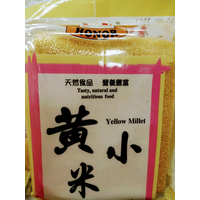 HONOR
天然食品 營養豐富
Tasty, natural and
nutritious food
Yellow Millet
黃小米